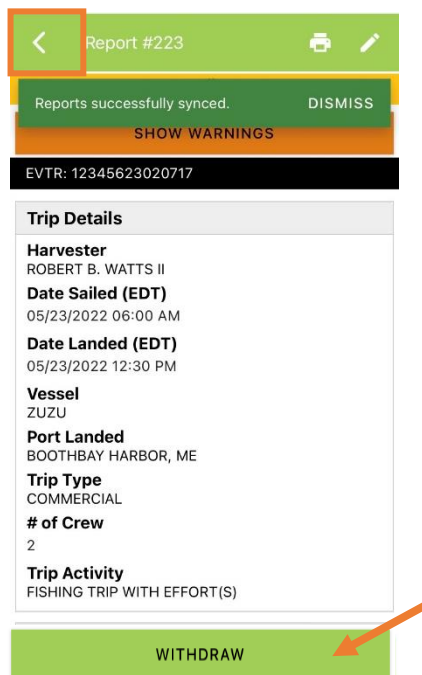 Report #223
Reports successfully synced. DISMISS
SHOW WARNINGS
EVTR: 12345623020717
Trip Details
Harvester
ROBERT B. WATTS II
Date Sailed (EDT)
05/23/2022 06:00 AM
Date Landed (EDT)
05/23/2022 12:30 PM
Vessel
ZUZU
Port Landed
BOOTHBAY HARBOR, ME
Trip Type
COMMERCIAL
# of Crew
2
Trip Activity
FISHING TRIP WITH EFFORT(S)
WITHDRAW